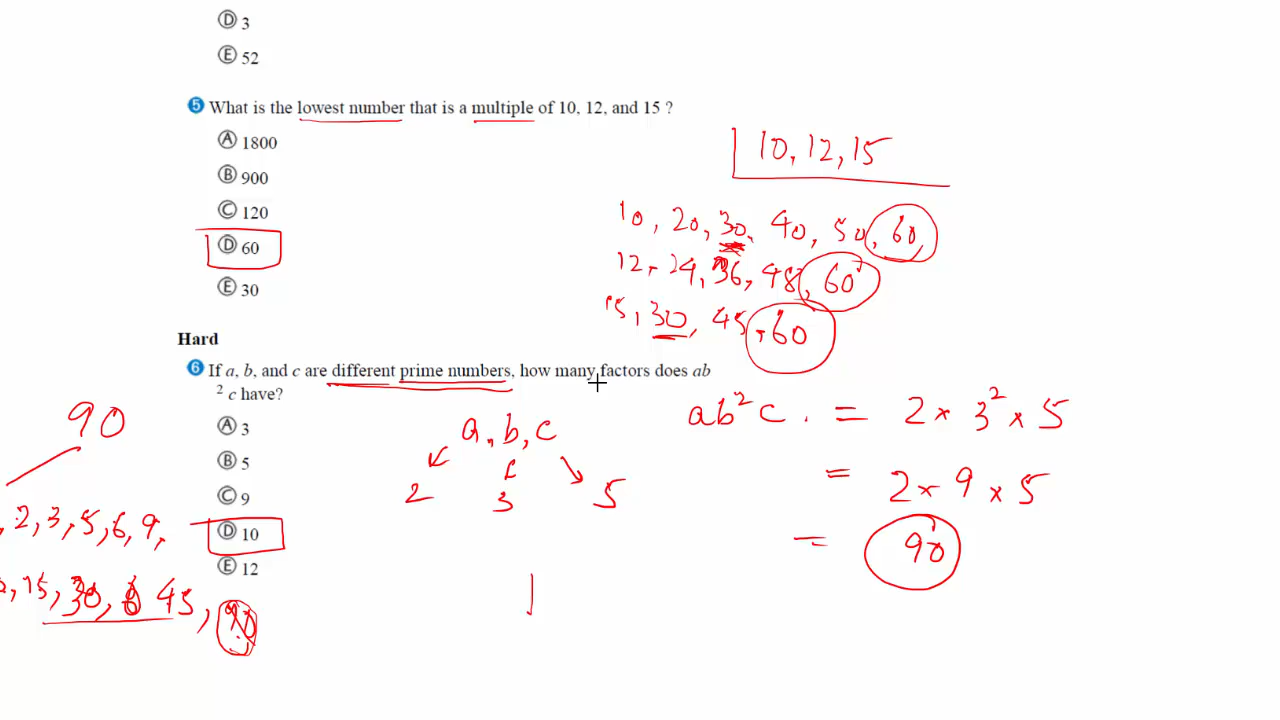 D 3
E 52
5 What is the lowest number that is a multiple of 10, 12, and 15 ?
A 1800
B 900
C 120
D 60
E 30
10, 12, 15
10, 20, 30, 40, 50, 60
12, 24, 36, 48, 60
15, 30, 45, 60
Hard
6 If a, b, and c are different prime numbers, how many factors does ab
2 c have?
A 3
B 5
C 9
D 10
E 12
90
, 2, 3, 5, 6, 9,
, 15, 30, 45, 90
a, b, c
2 3 5
ab² c . = 2 × 3² × 5
= 2 × 9 × 5
= 90